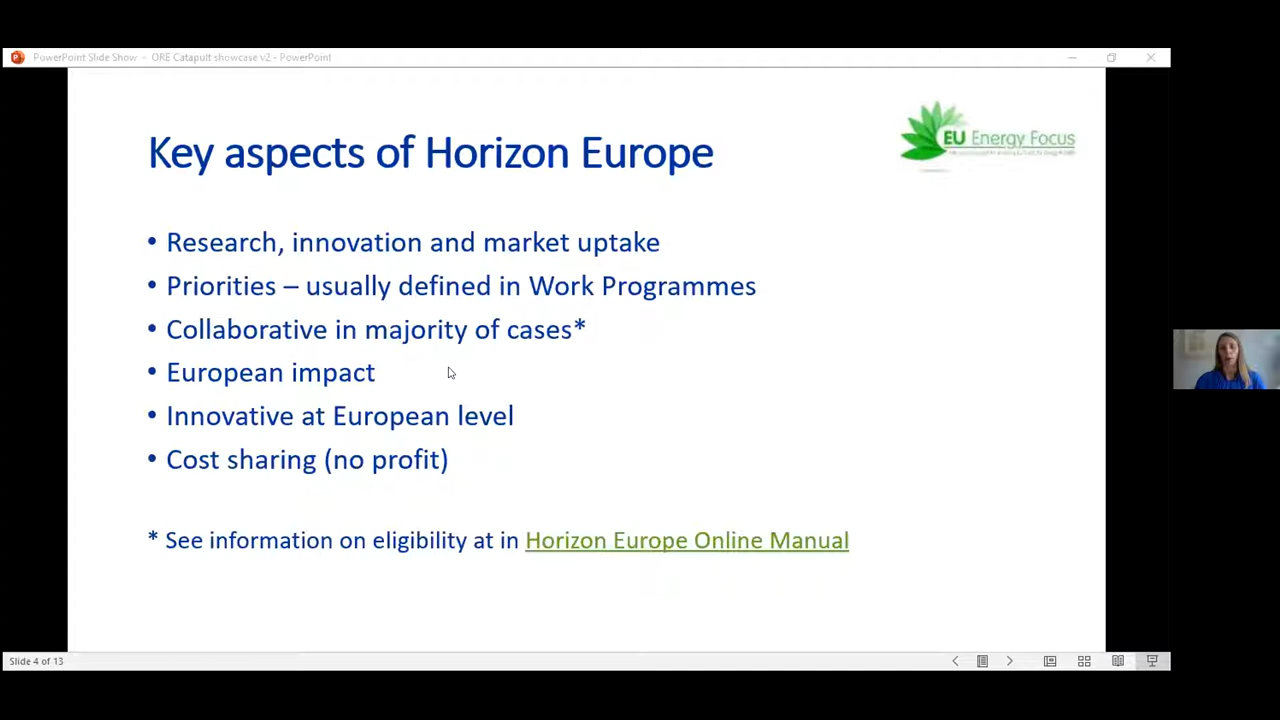 PowerPoint Slide Show - ORE Catapult showcase v2 - PowerPoint
EU Energy Focus
Key aspects of Horizon Europe
• Research, innovation and market uptake
• Priorities – usually defined in Work Programmes
• Collaborative in majority of cases*
• European impact
• Innovative at European level
• Cost sharing (no profit)
* See information on eligibility at in Horizon Europe Online Manual
Slide 4 of 13